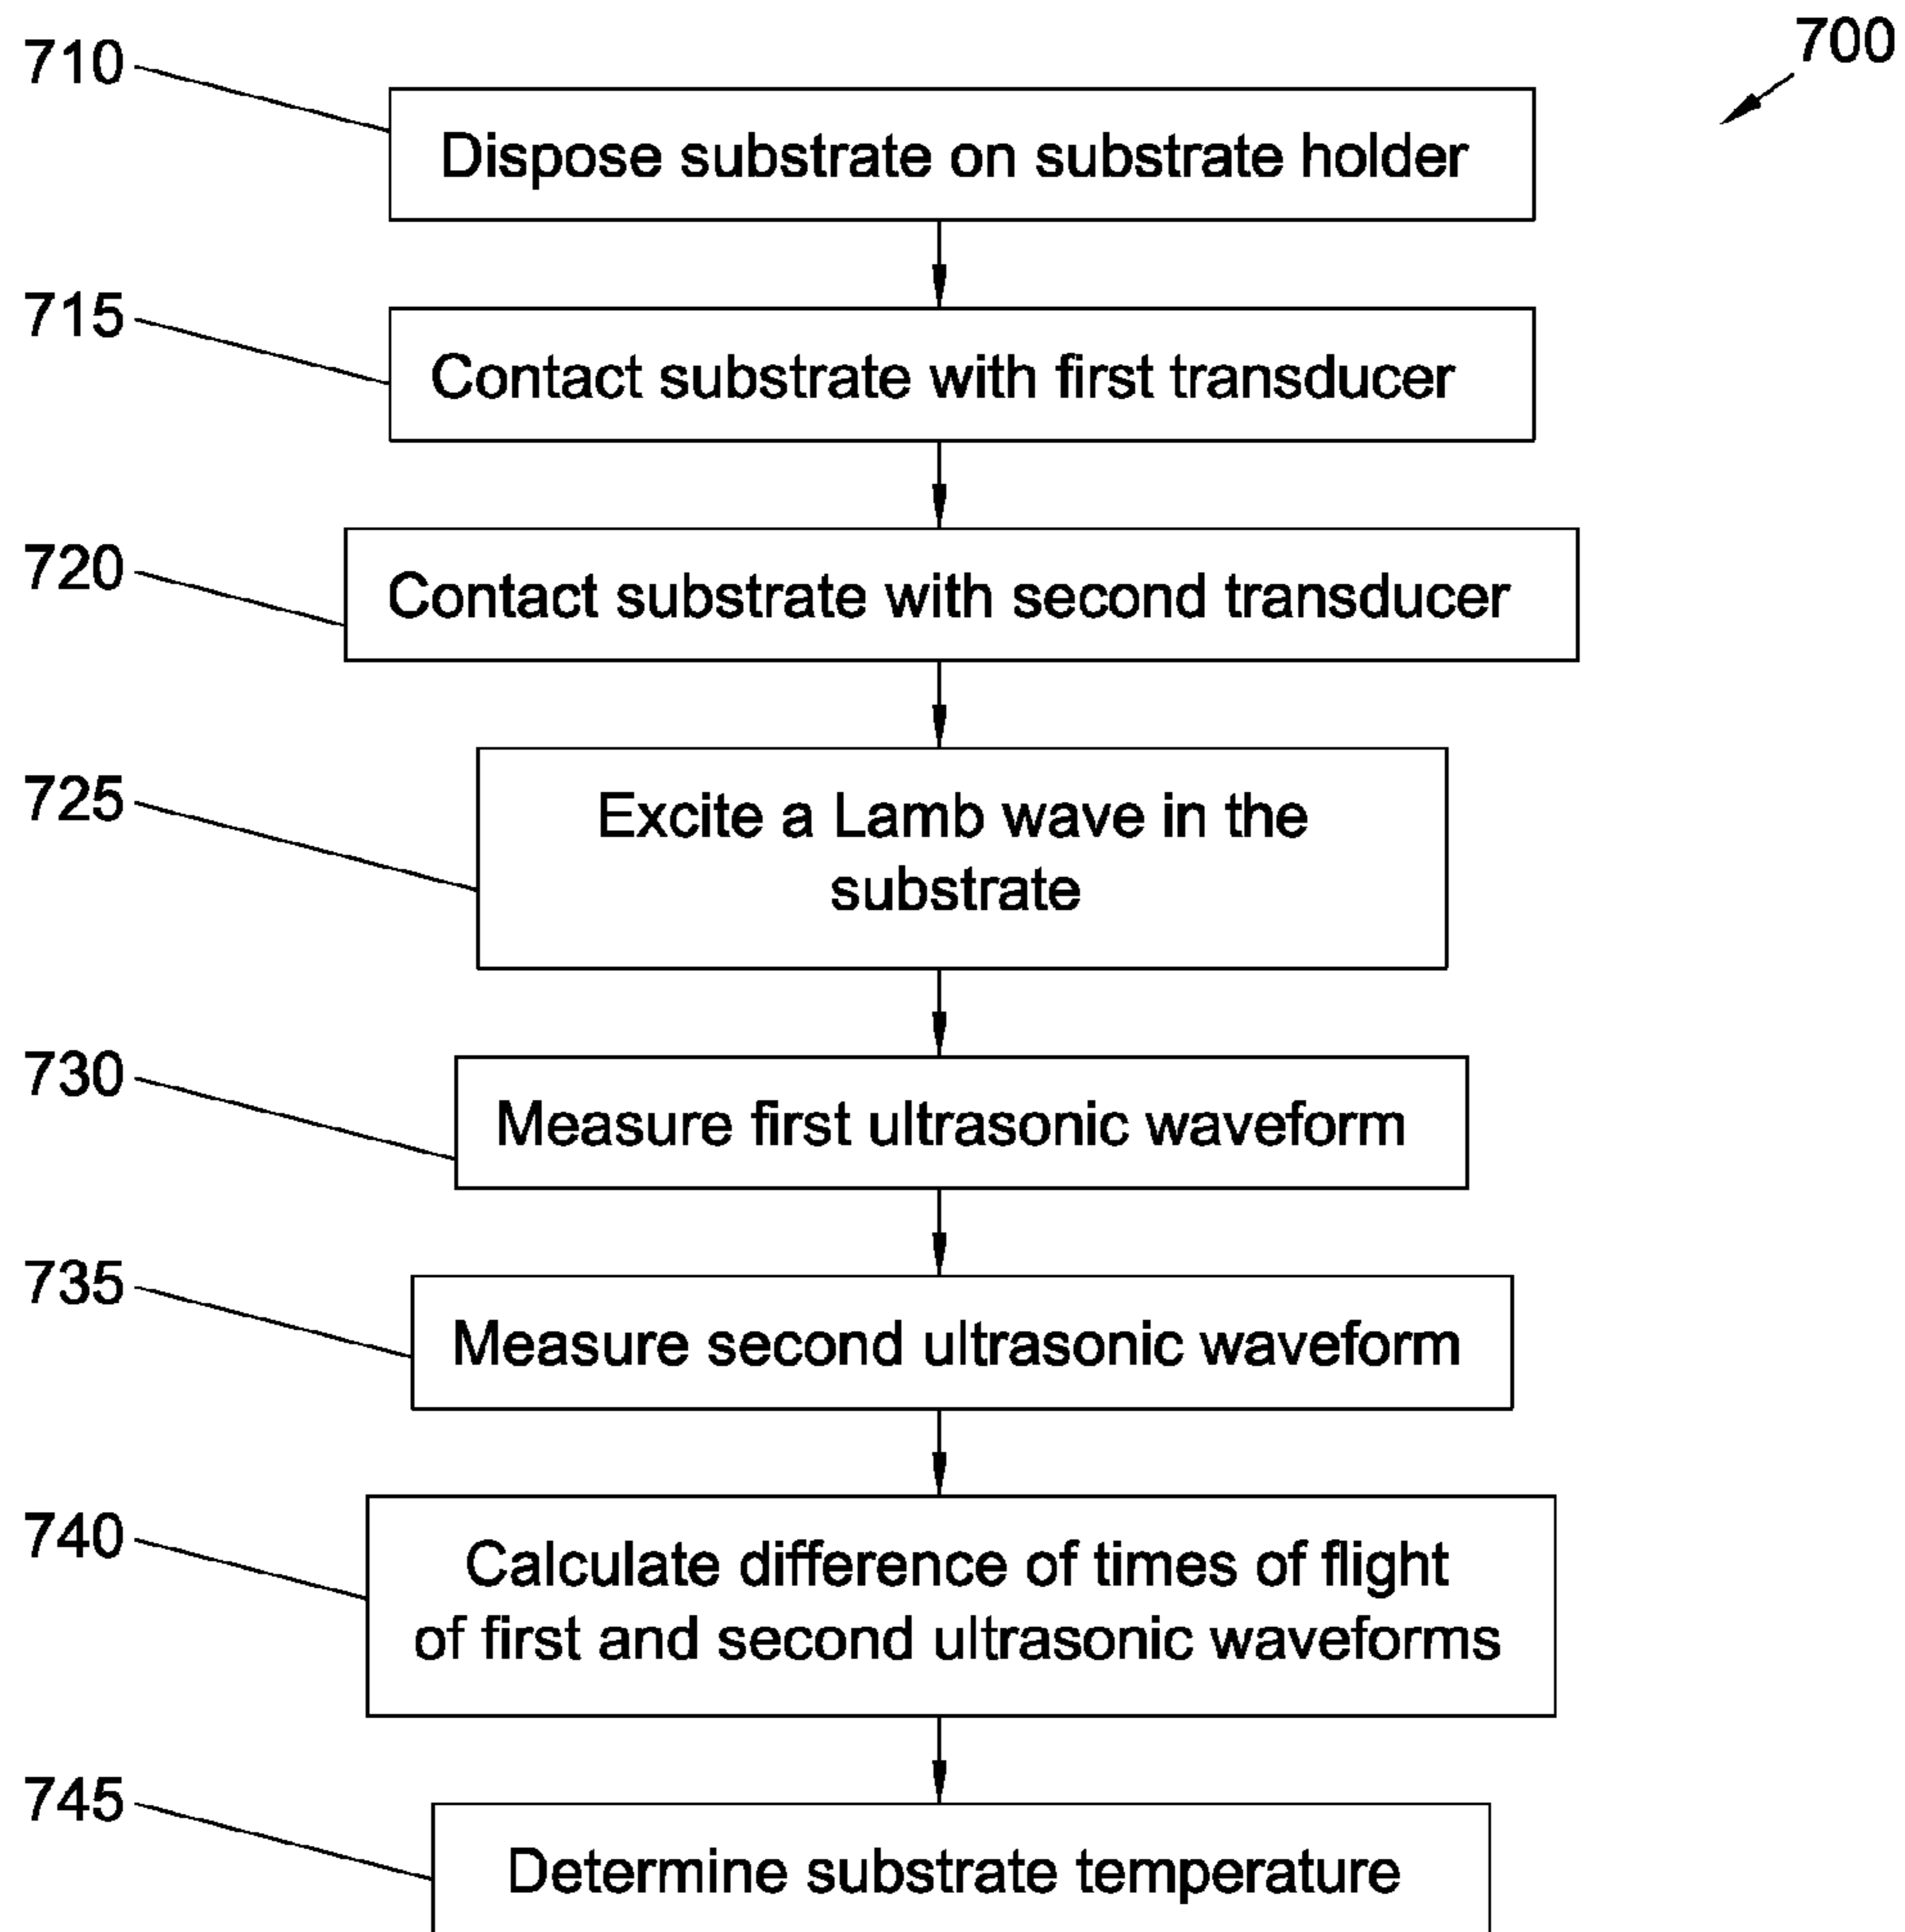 700
710
Dispose substrate on substrate holder
715
Contact substrate with first transducer
720
Contact substrate with second transducer
725
Excite a Lamb wave in the
substrate
730
Measure first ultrasonic waveform
735
Measure second ultrasonic waveform
740
Calculate difference of times of flight
of first and second ultrasonic waveforms
745
Determine substrate temperature